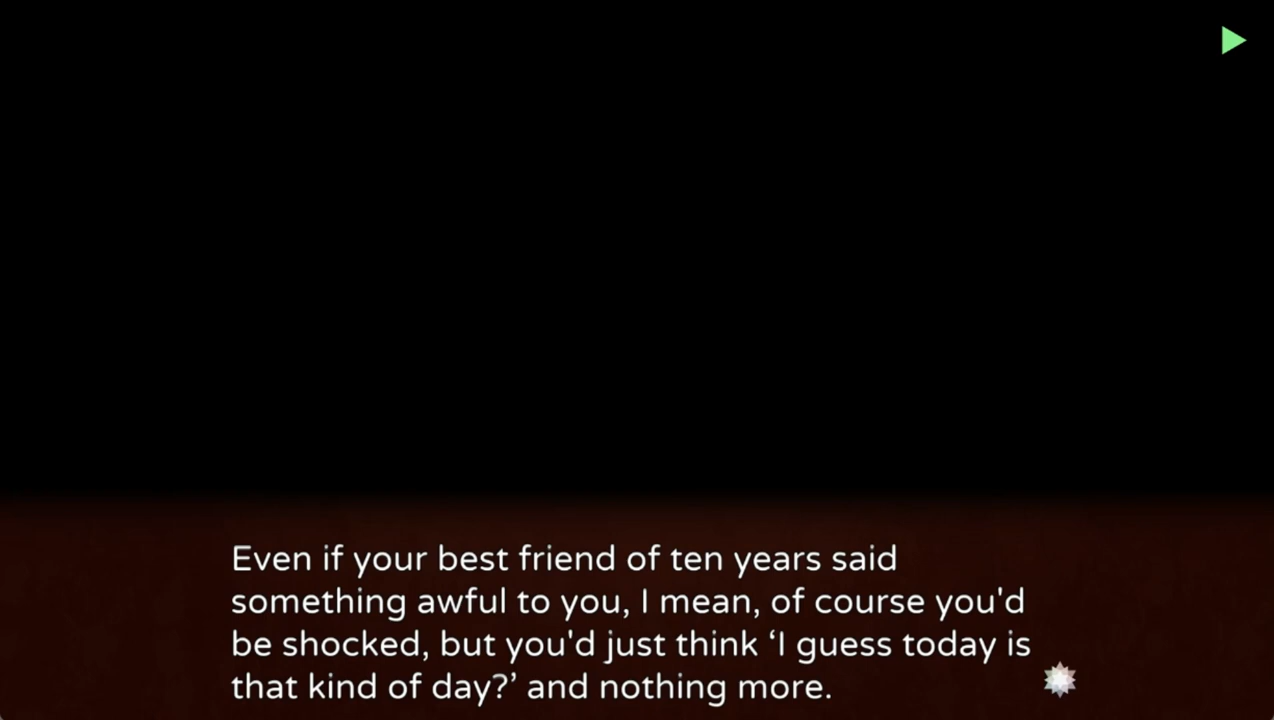 Even if your best friend of ten years said
something awful to you, I mean, of course you'd
be shocked, but you'd just think ‘I guess today is
that kind of day?’ and nothing more.